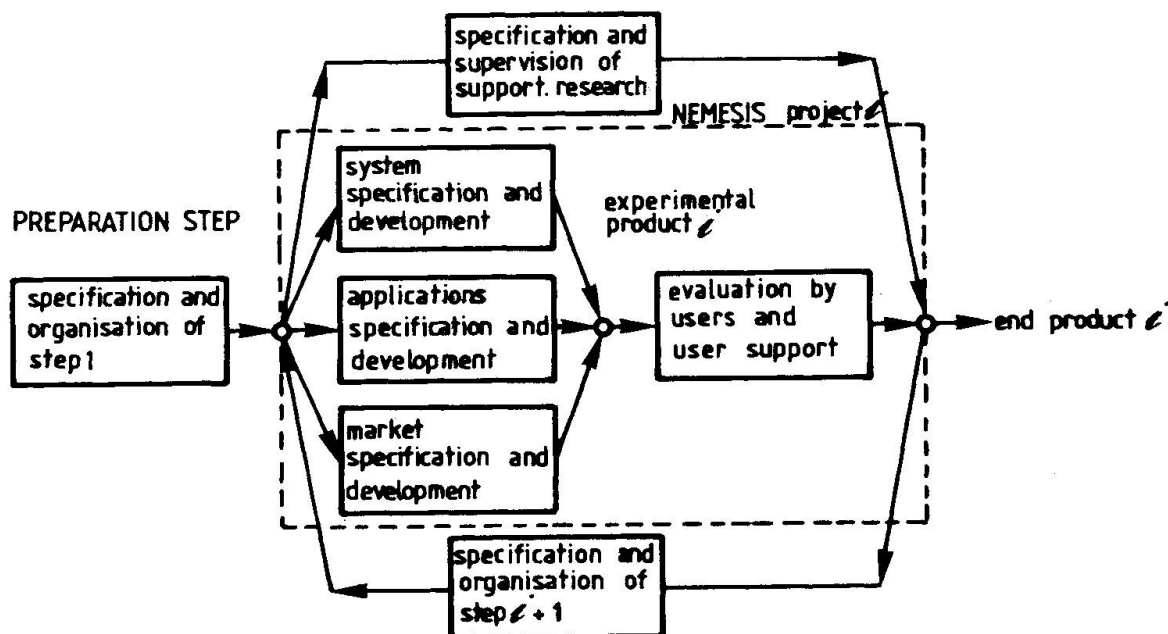 specification and
supervision of
support. research
NEMESIS project i
system
specification and
development
experimental
product i
PREPARATION STEP
specification and
organisation of
step 1
applications
specification and
development
evaluation by
users and
user support
end product i
market
specification and
development
specification and
organisation of
step i + 1